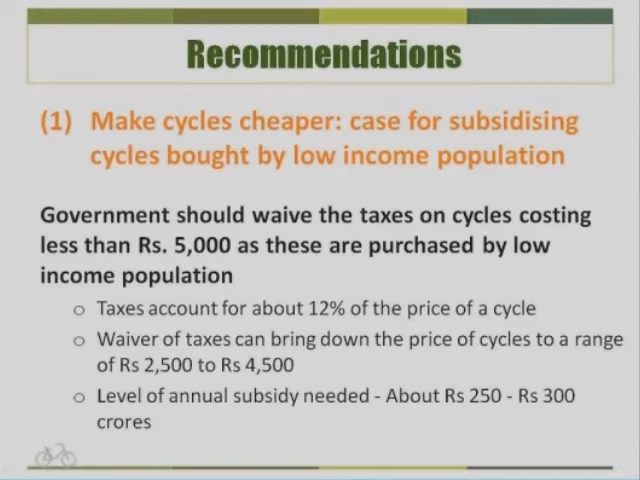 Recommendations
(1) Make cycles cheaper: case for subsidising
cycles bought by low income population
Government should waive the taxes on cycles costing
less than Rs. 5,000 as these are purchased by low
income population
o Taxes account for about 12% of the price of a cycle
o Waiver of taxes can bring down the price of cycles to a range
of Rs 2,500 to Rs 4,500
o Level of annual subsidy needed - About Rs 250 - Rs 300
crores